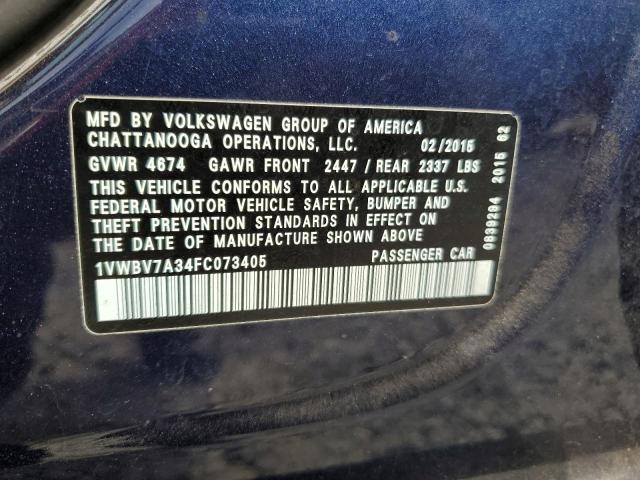 MFD BY VOLKSWAGEN GROUP OF AMERICA
CHATTANOOGA OPERATIONS, LLC. 02/2015
GVWR 4674 GAWR FRONT 2447 / REAR 2337 LBS
THIS VEHICLE CONFORMS TO ALL APPLICABLE U.S.
FEDERAL MOTOR VEHICLE SAFETY, BUMPER AND
THEFT PREVENTION STANDARDS IN EFFECT ON
THE DATE OF MANUFACTURE SHOWN ABOVE
1VWBV7A34FC073405 PASSENGER CAR
0839294 2015 62